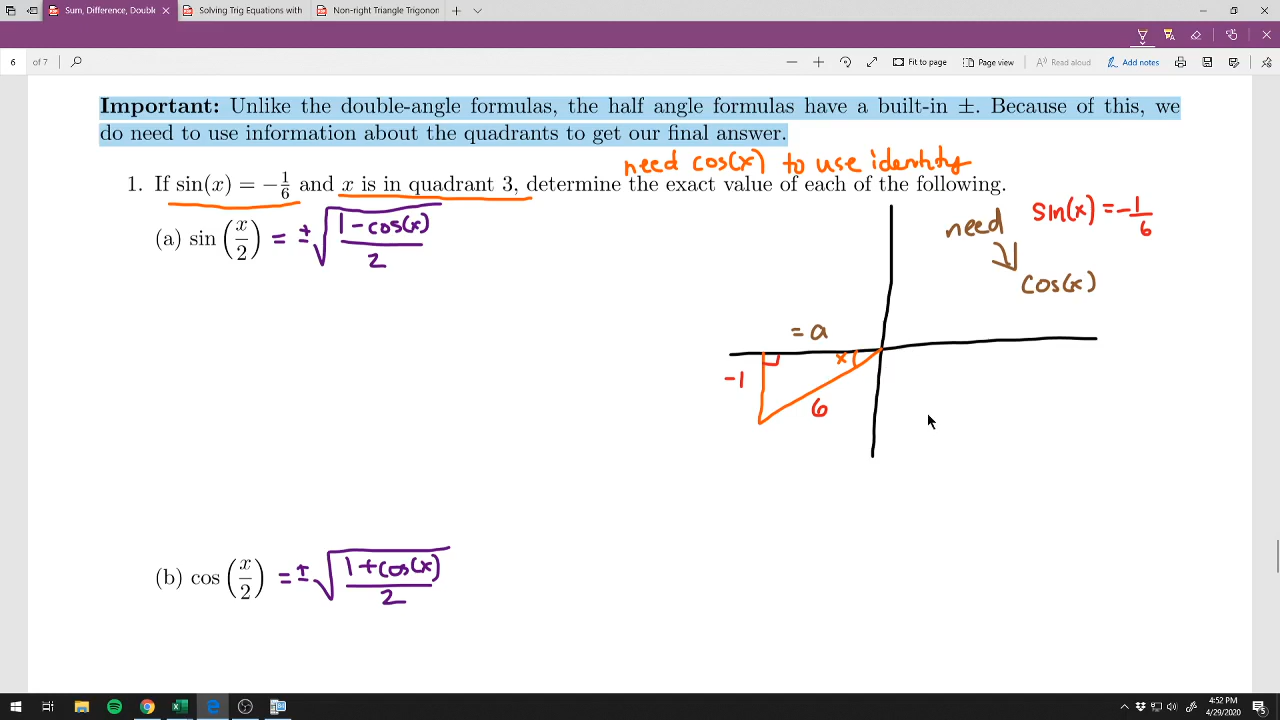 Sum, Difference, Doubl
Solving Trig Equations with
Non-right Triangle Trigonom
6 of 7
Fit to page
Page view
Read aloud
Add notes
Important: Unlike the double-angle formulas, the half angle formulas have a built-in ±. Because of this, we
do need to use information about the quadrants to get our final answer.
need cos(x) to use identity
1. If sin(x) = −1/6 and x is in quadrant 3, determine the exact value of each of the following.
(a) sin (x/2) = ± √((1 - cos(x))/2)
need
sin(x) = -1/6
cos(x)
= a
-1
x
6
(b) cos (x/2) = ± √((1 + cos(x))/2)
4:52 PM
4/29/2020